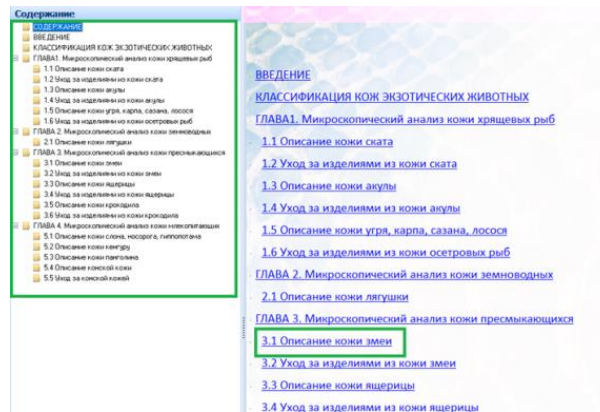 Содержание
СОДЕРЖАНИЕ
ВВЕДЕНИЕ
КЛАССИФИКАЦИЯ КОЖ ЭКЗОТИЧЕСКИХ ЖИВОТНЫХ
ГЛАВА1. Микроскопический анализ кожи хрящевых рыб
1.1 Описание кожи ската
1.2 Уход за изделиями из кожи ската
1.3 Описание кожи акулы
1.4 Уход за изделиями из кожи акулы
1.5 Описание кожи угря, карпа, сазана, лосося
1.6 Уход за изделиями из кожи осетровых рыб
ГЛАВА 2. Микроскопический анализ кожи земноводных
2.1 Описание кожи лягушки
ГЛАВА 3. Микроскопический анализ кожи пресмыкающихся
3.1 Описание кожи змеи
3.2 Уход за изделиями из кожи змеи
3.3 Описание кожи ящерицы
3.4 Уход за изделиями из кожи ящерицы
3.5 Описание кожи крокодила
3.6 Уход за изделиями из кожи крокодила
ГЛАВА 4. Микроскопический анализ кожи млекопитающих
5.1 Описание кожи слона, носорога, гиппопотама
5.2 Описание кожи кенгуру
5.3 Описание кожи панголина
5.4 Описание конской кожи
5.5 Уход за конской кожей
ВВЕДЕНИЕ
КЛАССИФИКАЦИЯ КОЖ ЭКЗОТИЧЕСКИХ ЖИВОТНЫХ
ГЛАВА1. Микроскопический анализ кожи хрящевых рыб
1.1 Описание кожи ската
1.2 Уход за изделиями из кожи ската
1.3 Описание кожи акулы
1.4 Уход за изделиями из кожи акулы
1.5 Описание кожи угря, карпа, сазана, лосося
1.6 Уход за изделиями из кожи осетровых рыб
ГЛАВА 2. Микроскопический анализ кожи земноводных
2.1 Описание кожи лягушки
ГЛАВА 3. Микроскопический анализ кожи пресмыкающихся
3.1 Описание кожи змеи
3.2 Уход за изделиями из кожи змеи
3.3 Описание кожи ящерицы
3.4 Уход за изделиями из кожи ящерицы